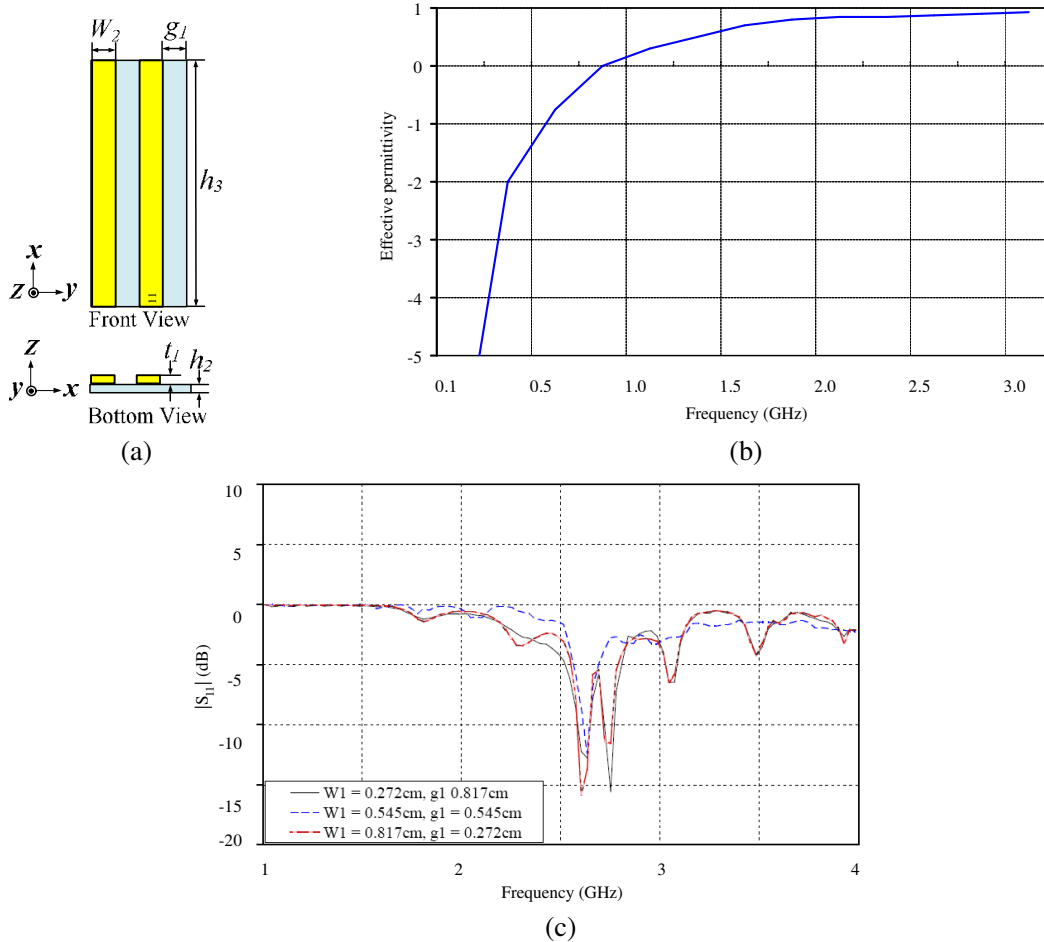 W2 g1
h3
x
z y
Front View
z
t1 h2
y x
Bottom View
(a)
1
0
-1
-2
-3
-4
-5
Effective permittivity
0.1 0.5 1.0 1.5 2.0 2.5 3.0
Frequency (GHz)
(b)
10
5
0
-5
-10
-15
-20
|S11| (dB)
W1 = 0.272cm, g1 0.817cm
W1 = 0.545cm, g1 = 0.545cm
W1 = 0.817cm, g1 = 0.272cm
1 2 3 4
Frequency (GHz)
(c)